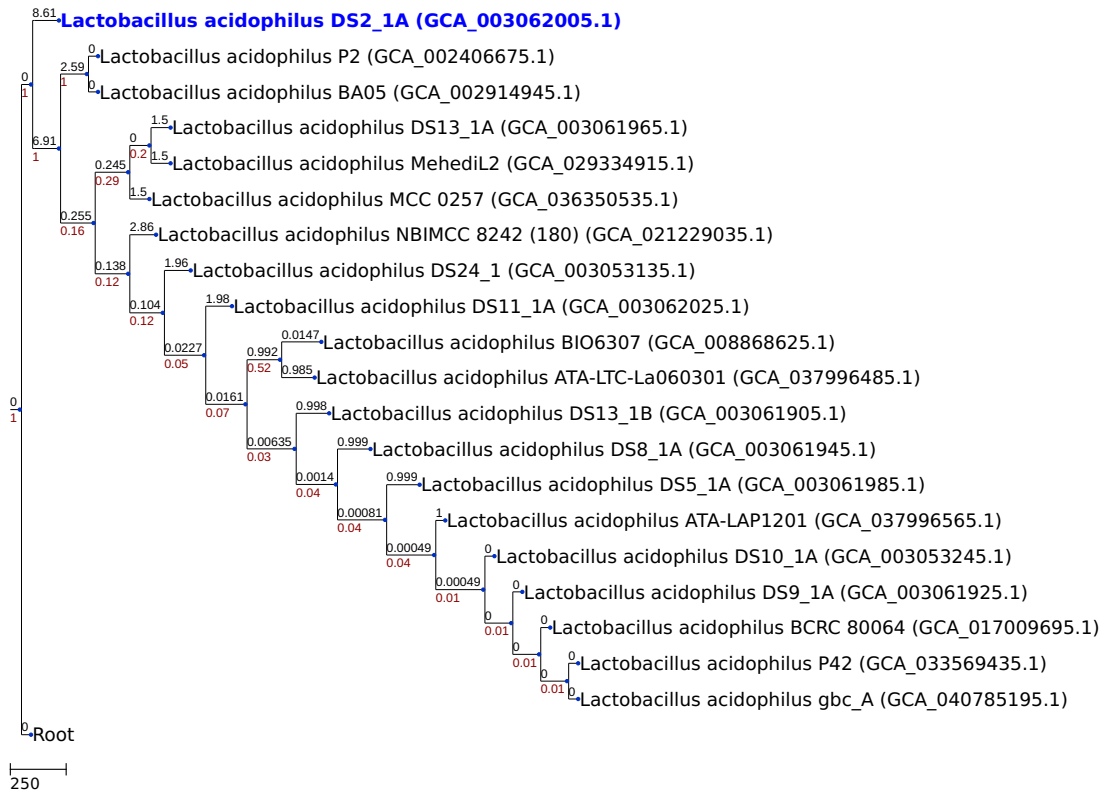 8.61 Lactobacillus acidophilus DS2_1A (GCA_003062005.1)
0 Lactobacillus acidophilus P2 (GCA_002406675.1)
2.59
0 1
1 0 Lactobacillus acidophilus BA05 (GCA_002914945.1)
1.5 Lactobacillus acidophilus DS13_1A (GCA_003061965.1)
6.91 0
1 0.2 1.5 Lactobacillus acidophilus MehediL2 (GCA_029334915.1)
0.245
0.29
1.5 Lactobacillus acidophilus MCC 0257 (GCA_036350535.1)
0.255
0.16
2.86 Lactobacillus acidophilus NBIMCC 8242 (180) (GCA_021229035.1)
0.138
0.12
1.96 Lactobacillus acidophilus DS24_1 (GCA_003053135.1)
0.104
0.12
1.98 Lactobacillus acidophilus DS11_1A (GCA_003062025.1)
0.0227
0.05
0.0147 Lactobacillus acidophilus BIO6307 (GCA_008868625.1)
0.992
0.52
0.985 Lactobacillus acidophilus ATA-LTC-La060301 (GCA_037996485.1)
0.0161
0.07
0
1
0.998 Lactobacillus acidophilus DS13_1B (GCA_003061905.1)
0.00635
0.03
0.999 Lactobacillus acidophilus DS8_1A (GCA_003061945.1)
0.0014
0.04
0.999 Lactobacillus acidophilus DS5_1A (GCA_003061985.1)
0.00081
0.04
1 Lactobacillus acidophilus ATA-LAP1201 (GCA_037996565.1)
0.00049
0.04
0 Lactobacillus acidophilus DS10_1A (GCA_003053245.1)
0.00049
0.01
0 Lactobacillus acidophilus DS9_1A (GCA_003061925.1)
0
0.01
0 Lactobacillus acidophilus BCRC 80064 (GCA_017009695.1)
0
0.01
0 Lactobacillus acidophilus P42 (GCA_033569435.1)
0
0.01
0 Lactobacillus acidophilus gbc_A (GCA_040785195.1)
0 Root
250